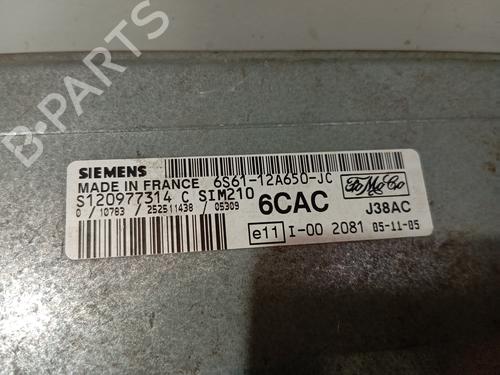 B-PARTS
SIEMENS
MADE IN FRANCE 6S61-12A650-JC
S120977314 C SIM210
0 / 10783 / 252511438 / 05309
6CAC
FoMoCo
J38AC
e11 I-00 2081 05-11-05